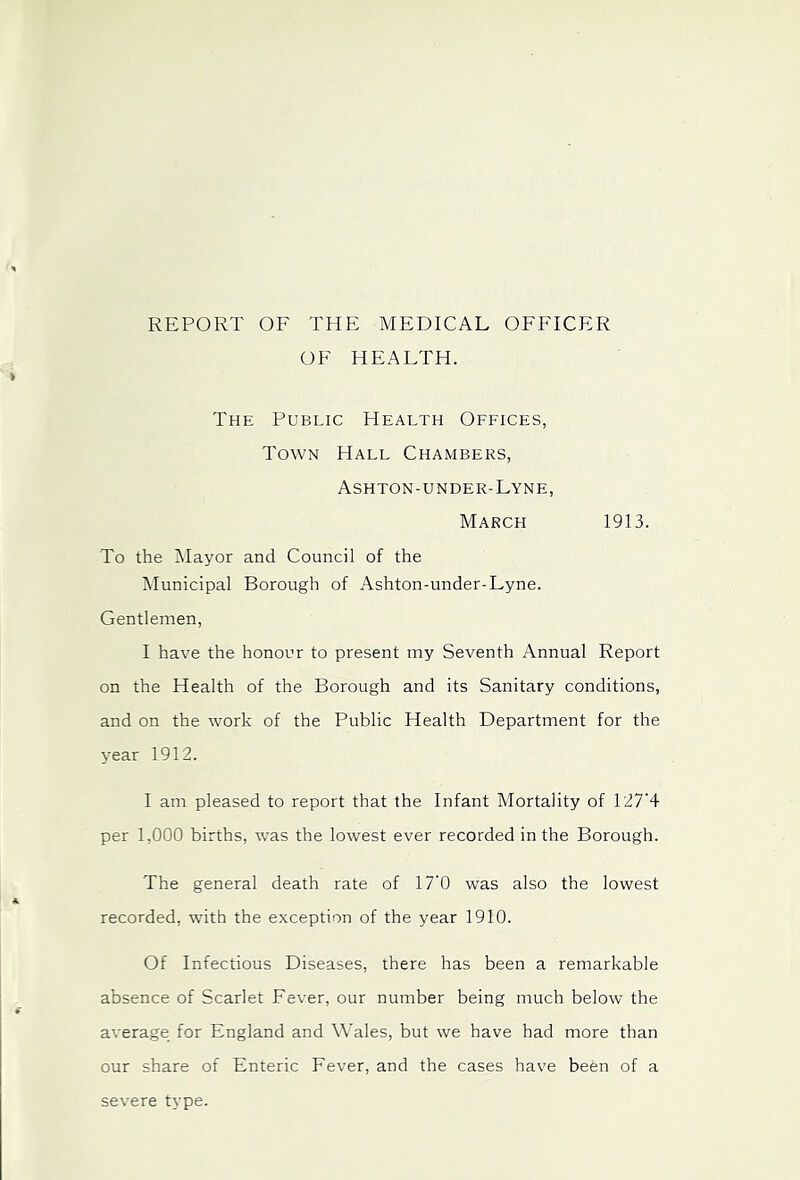 REPORT OF THE MEDICAL OFFICER
OF HEALTH.
The Public Health Offices,
Town Hall Chambers,
Ashton-under-Lyne,
March 1913.
To the Mayor and Council of the
Municipal Borough of Ashton-under-Lyne.
Gentlemen,
I have the honour to present my Seventh Annual Report
on the Health of the Borough and its Sanitary conditions,
and on the work of the Public Health Department for the
year 1912.
I am pleased to report that the Infant Mortality of 127·4
per 1,000 births, was the lowest ever recorded in the Borough.
The general death rate of 17·0 was also the lowest
recorded, with the exception of the year 1910.
Of Infectious Diseases, there has been a remarkable
absence of Scarlet Fever, our number being much below the
average for England and Wales, but we have had more than
our share of Enteric Fever, and the cases have been of a
severe type.